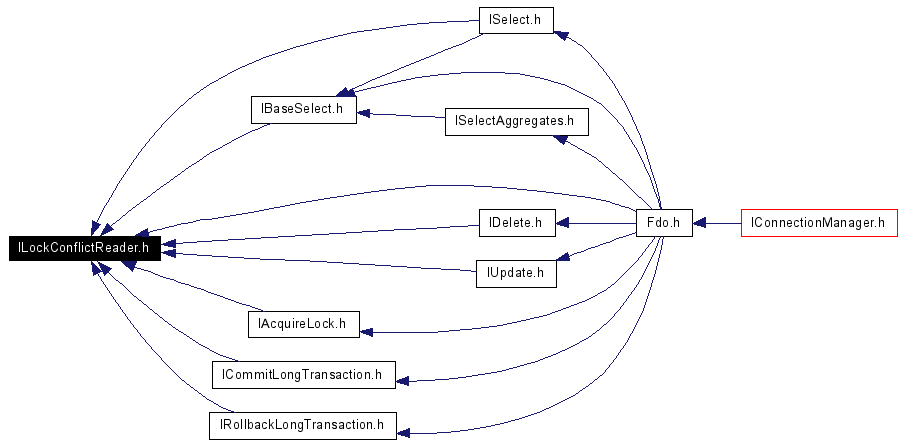 ISelect.h
IBaseSelect.h
ISelectAggregates.h
IDelete.h
Fdo.h
IConnectionManager.h
ILockConflictReader.h
IUpdate.h
IAcquireLock.h
ICommitLongTransaction.h
IRollbackLongTransaction.h